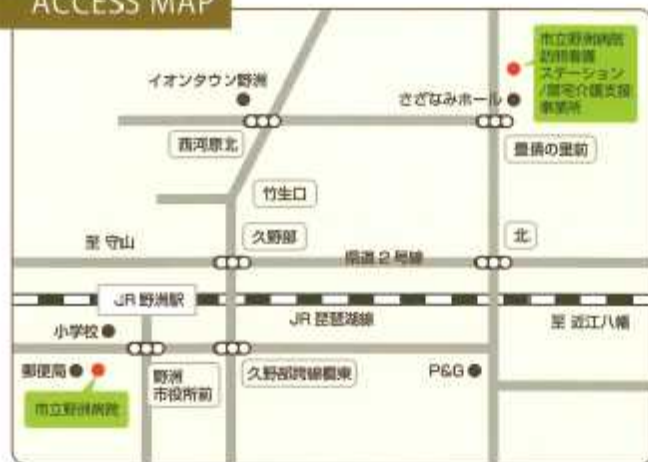 ACCESS MAP
市立野洲病院
訪問看護
ステーション
/居宅介護支援
事業所
イオンタウン野洲
さざなみホール
西河原北
豊積の里前
竹生口
久野部
北
至 守山
県道2号線
JR 野洲駅
JR 琵琶湖線
至 近江八幡
小学校
郵便局
野洲
市役所前
久野部跨線橋東
P&G
市立野洲病院